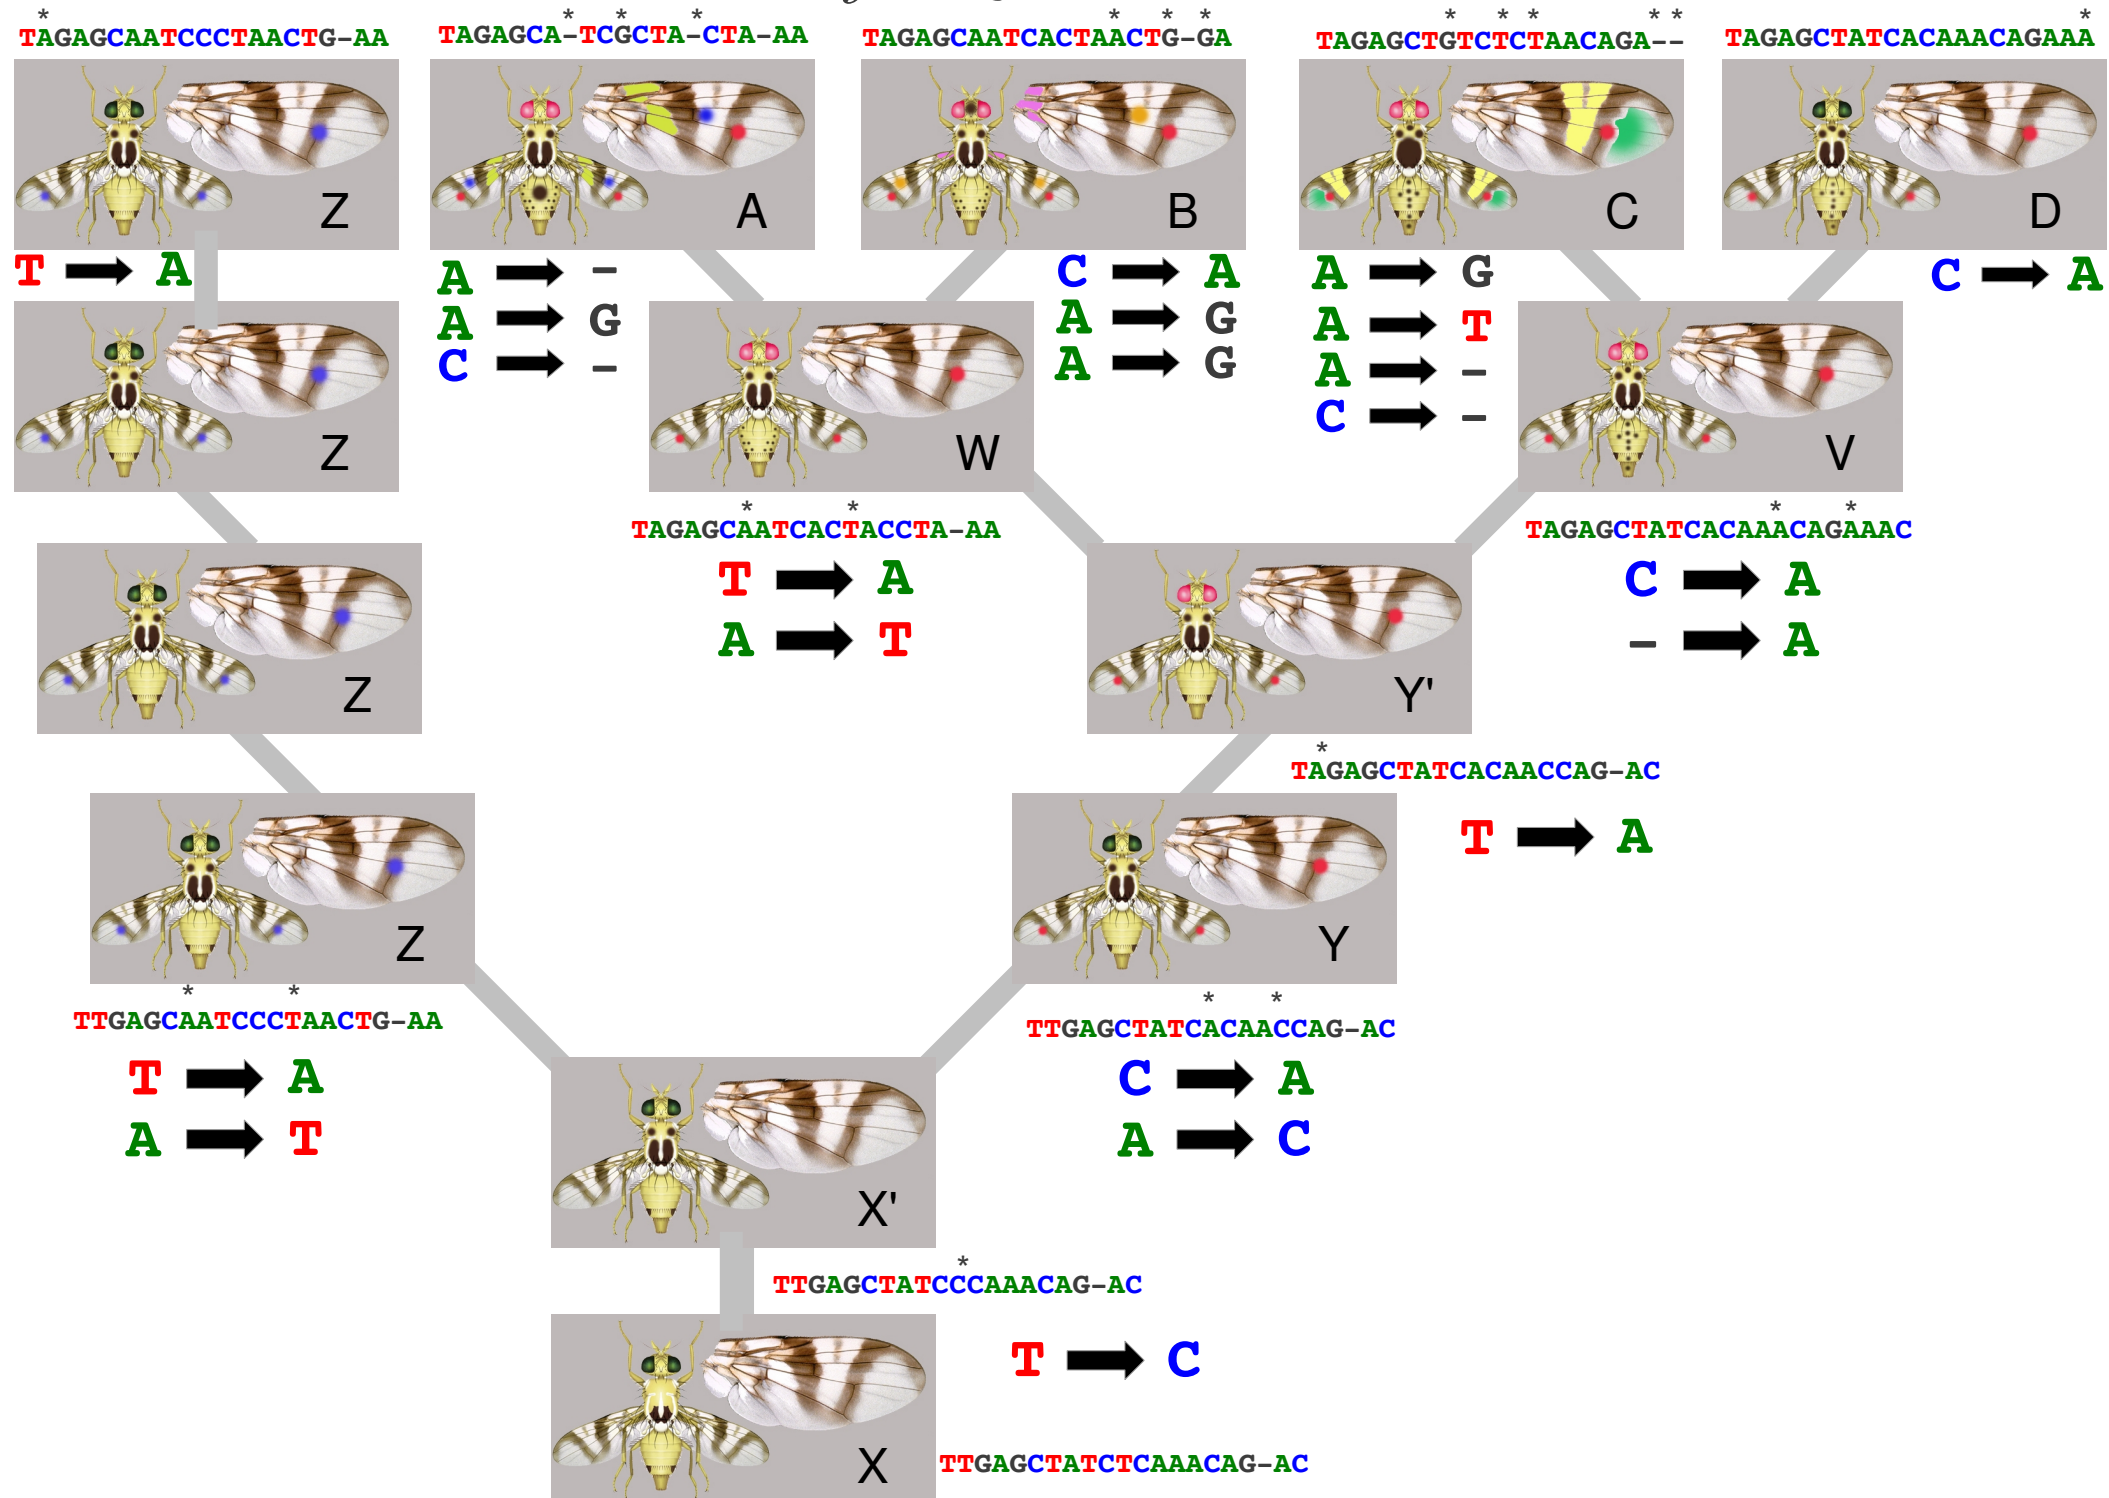 * * * * * * * * * * * * *
TAGAGCAATCCCTAACTG-AA TAGAGCA-TCGCTA-CTA-AA TAGAGCAATCACTAACTG-GA TAGAGCTGTCTCTAACAGA-- TAGAGCTATCACAAACAGAAA
Z A B C D
T A
A - C A A G C A
A G A G A T
C - A G A -
C -
Z W V
* * * *
TAGAGCAATCACTACCTA-AA TAGAGCTATCACAAACAGAAAC
T A C A
A T - A
Z Y'
*
TAGAGCTATCACAACCAG-AC
T A
Z Y
* * * *
TTGAGCAATCCCTAACTG-AA TTGAGCTATCACAACCAG-AC
T A C A
A T A C
X'
*
TTGAGCTATCCCAAACAG-AC
T C
X TTGAGCTATCTCAAACAG-AC